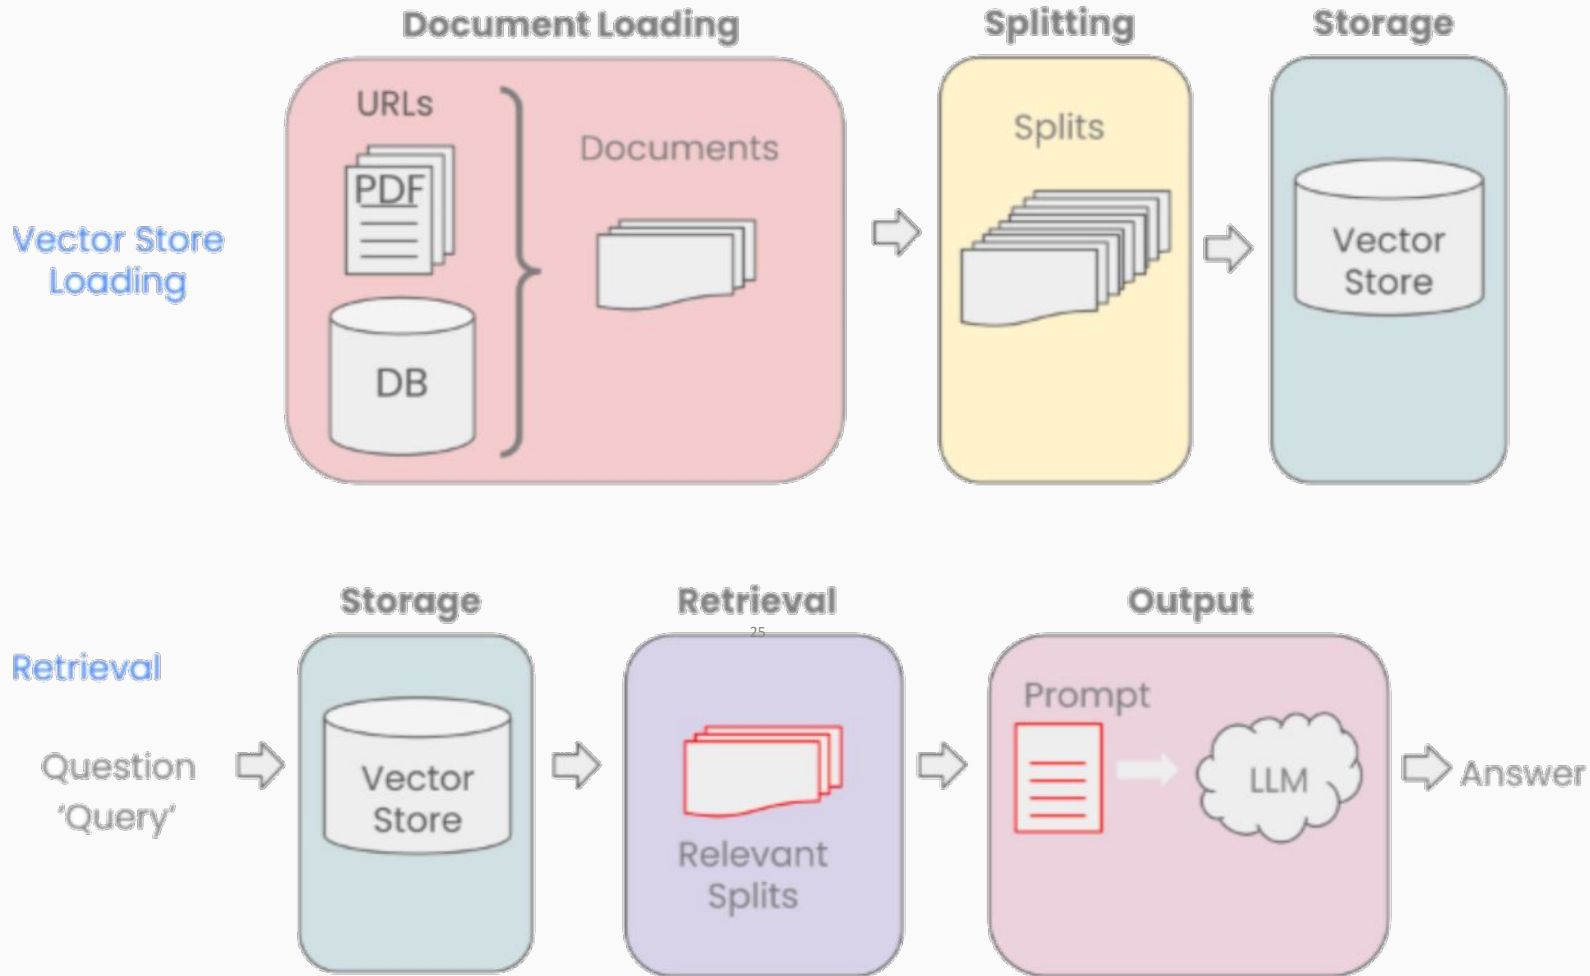 Document Loading
Splitting
Storage
URLs
Documents
Splits
PDF
DB
Vector Store
Loading
Vector
Store
Storage
Retrieval
Output
25
Retrieval
Question
‘Query’
Vector
Store
Relevant
Splits
Prompt
LLM
Answer